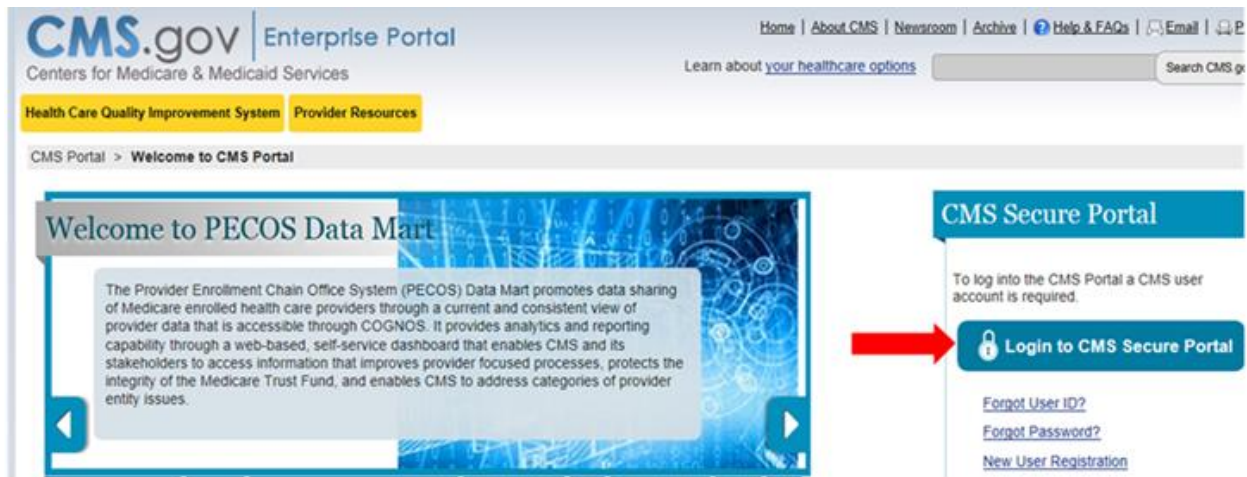 CMS.gov Enterprise Portal
Centers for Medicare & Medicaid Services
Home | About CMS | Newsroom | Archive | Help & FAQs | Email |
Learn about your healthcare options
Search CMS
Health Care Quality Improvement System Provider Resources
CMS Portal > Welcome to CMS Portal
Welcome to PECOS Data Mart
The Provider Enrollment Chain Office System (PECOS) Data Mart promotes data sharing
of Medicare enrolled health care providers through a current and consistent view of
provider data that is accessible through COGNOS. It provides analytics and reporting
capability through a web-based, self-service dashboard that enables CMS and its
stakeholders to access information that improves provider focused processes, protects the
integrity of the Medicare Trust Fund, and enables CMS to address categories of provider
entity issues.
CMS Secure Portal
To log into the CMS Portal a CMS user
account is required.
Login to CMS Secure Portal
Forgot User ID?
Forgot Password?
New User Registration